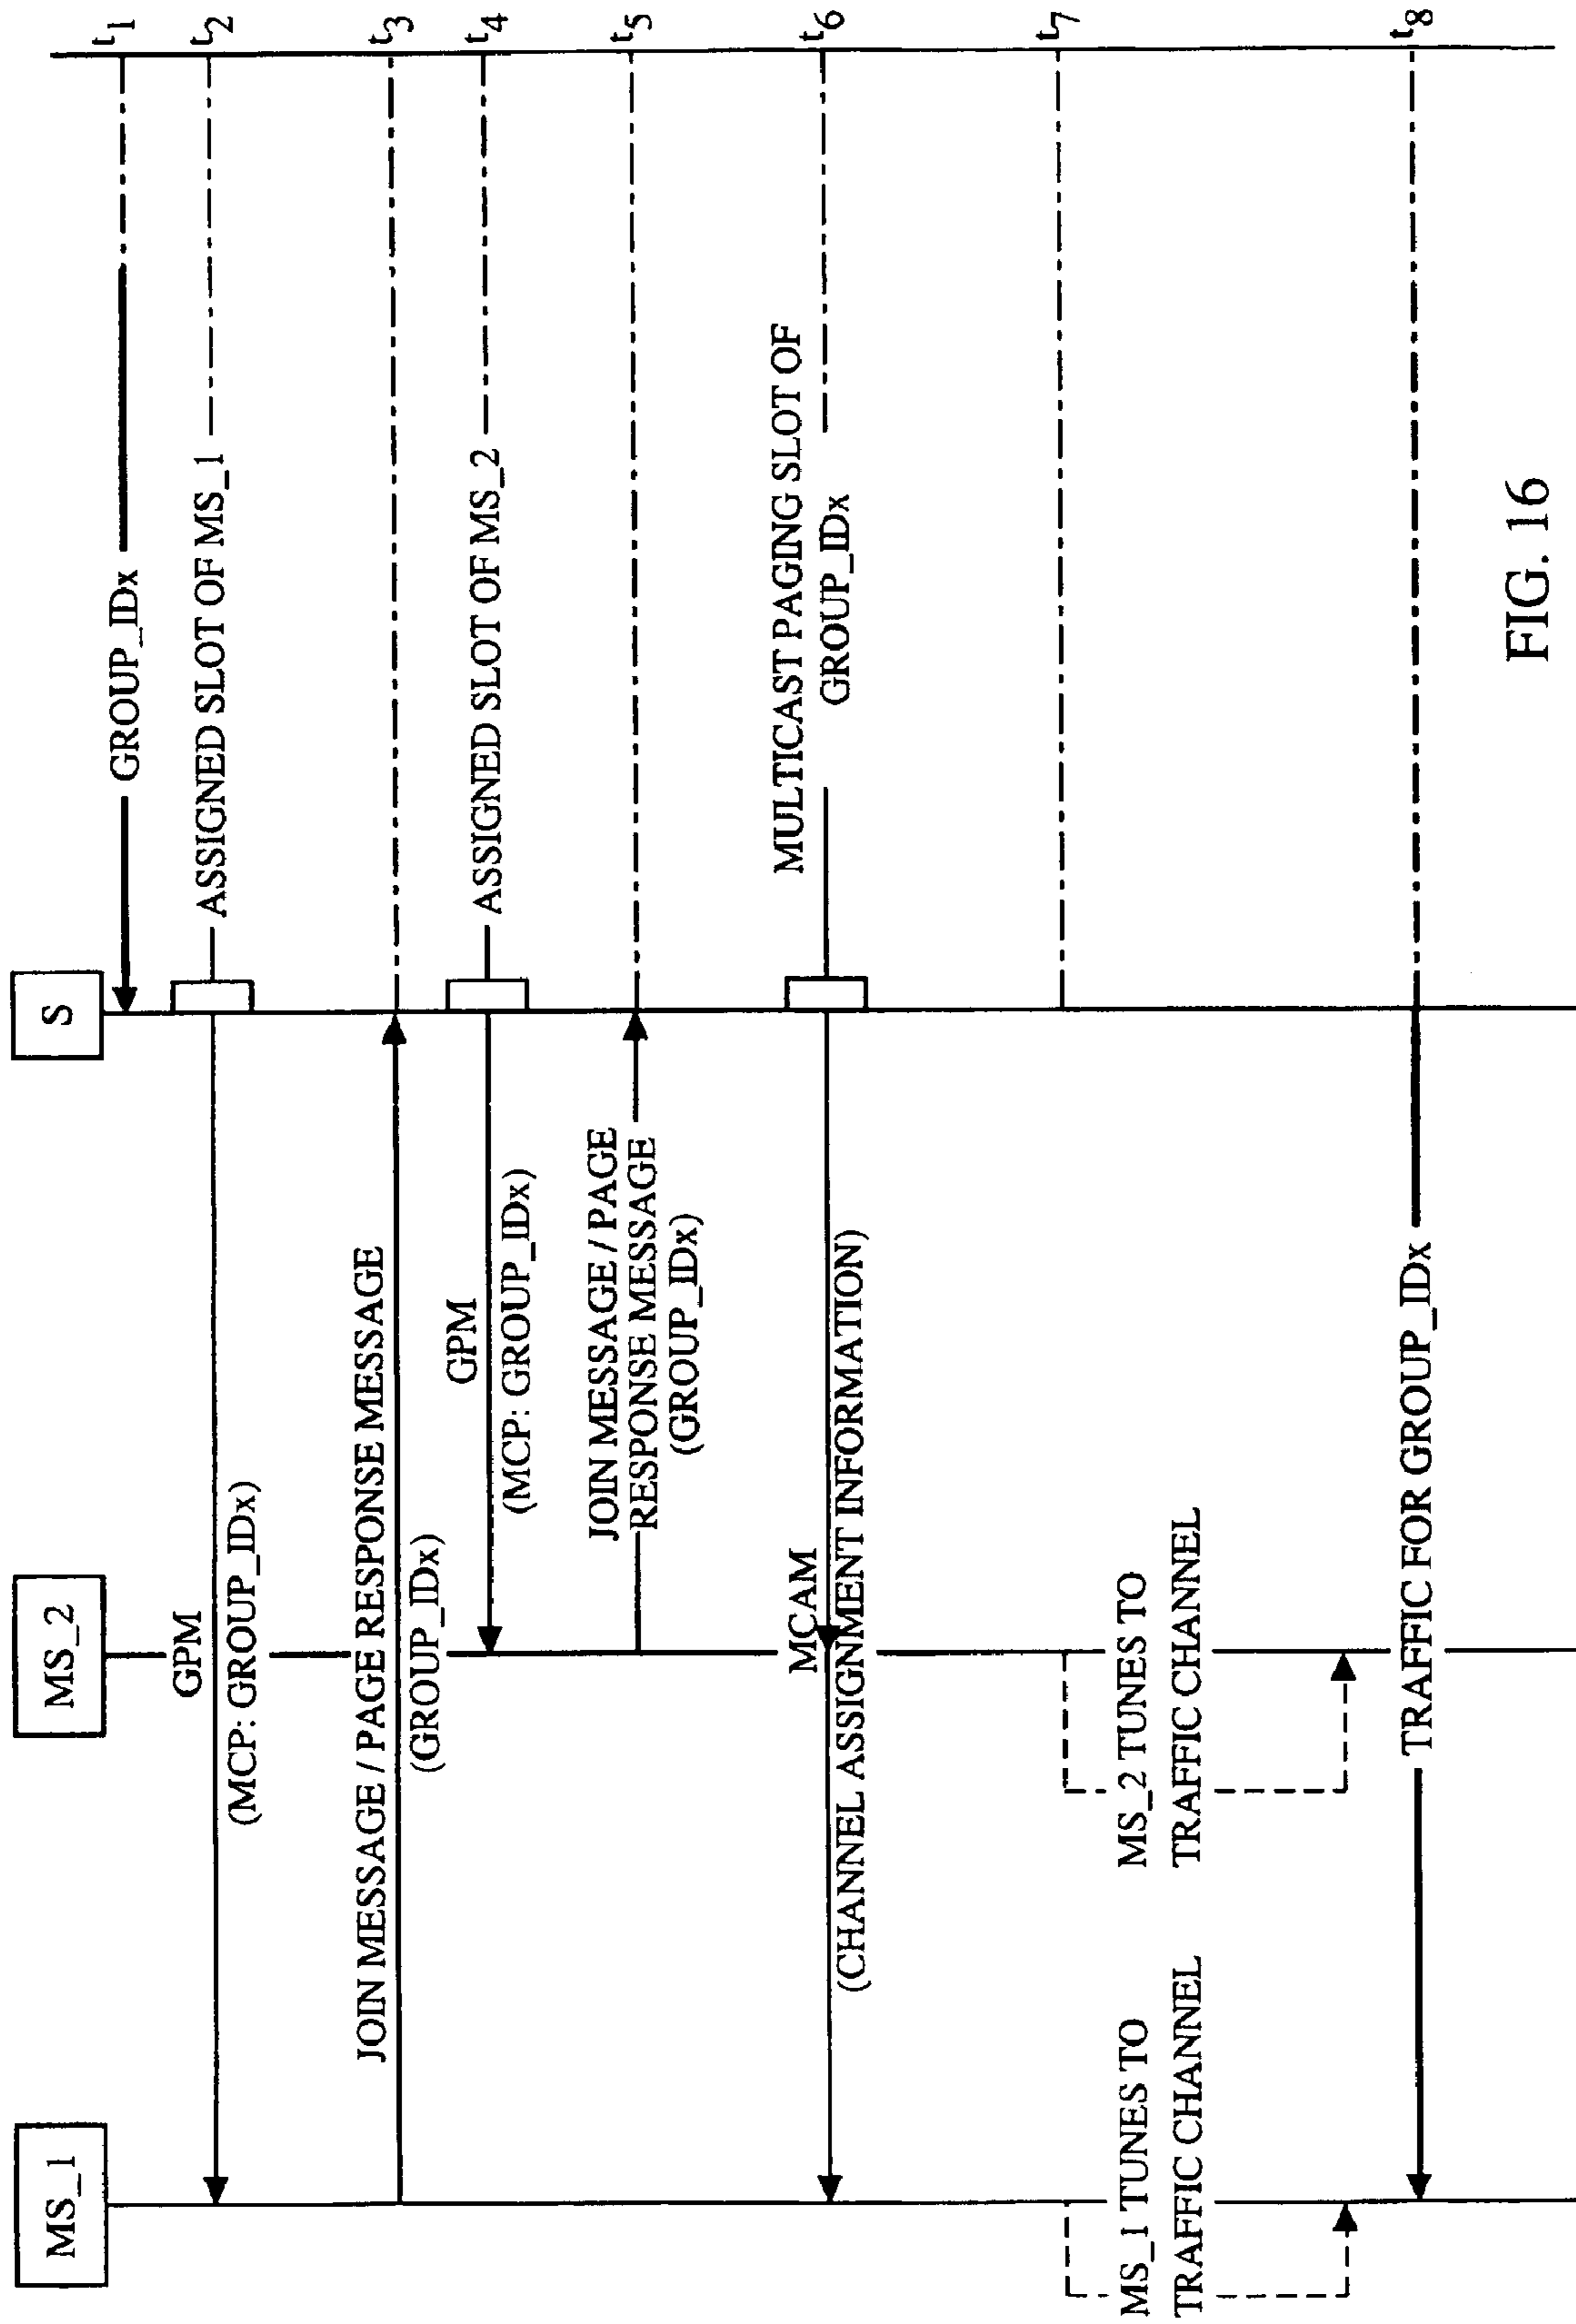 MS_1
MS_2
S
GROUP_IDx
t1
GPM
(MCP: GROUP_IDx)
ASSIGNED SLOT OF MS_1
t2
JOIN MESSAGE / PAGE RESPONSE MESSAGE
(GROUP_IDx)
t3
GPM
(MCP: GROUP_IDx)
ASSIGNED SLOT OF MS_2
t4
JOIN MESSAGE / PAGE
RESPONSE MESSAGE
(GROUP_IDx)
t5
MCAM
(CHANNEL ASSIGNMENT INFORMATION)
MULTICAST PAGING SLOT OF
GROUP_IDx
t6
MS_1 TUNES TO
TRAFFIC CHANNEL
MS_2 TUNES TO
TRAFFIC CHANNEL
t7
TRAFFIC FOR GROUP_IDx
t8
FIG. 16